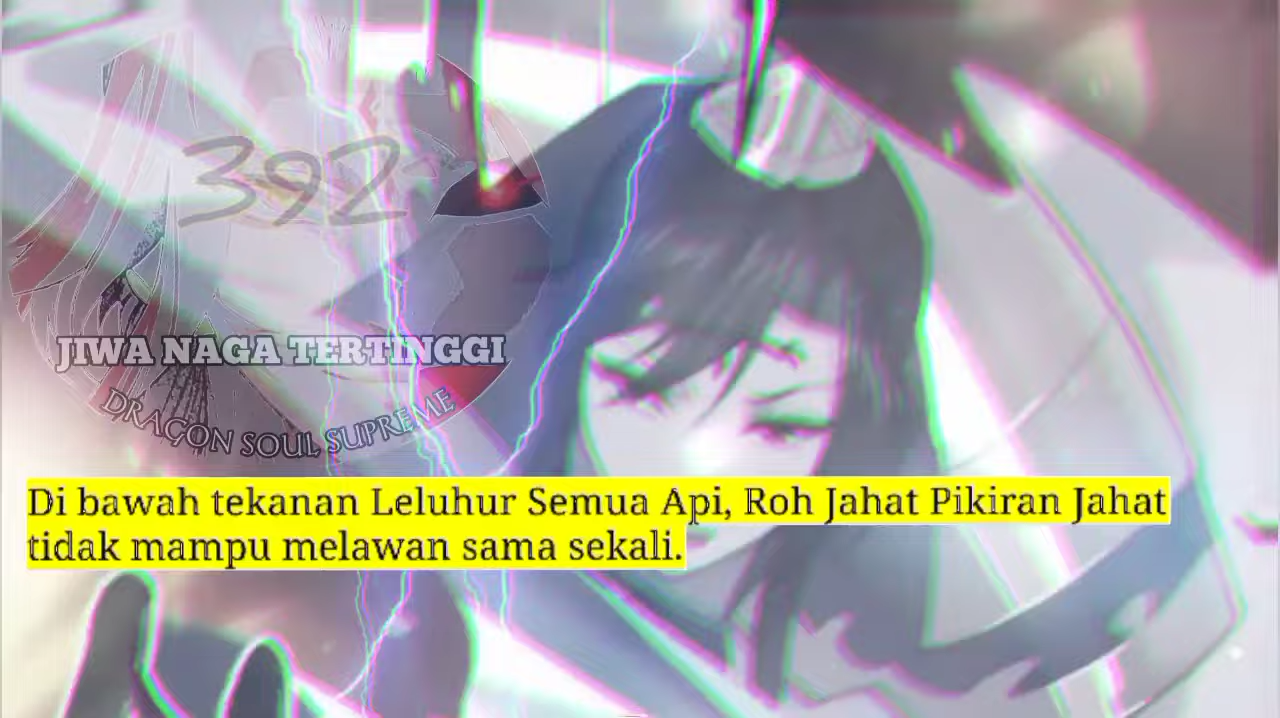 392
JIWA NAGA TERTINGGI
DRAGON SOUL SUPREME
Di bawah tekanan Leluhur Semua Api, Roh Jahat Pikiran Jahat
tidak mampu melawan sama sekali.